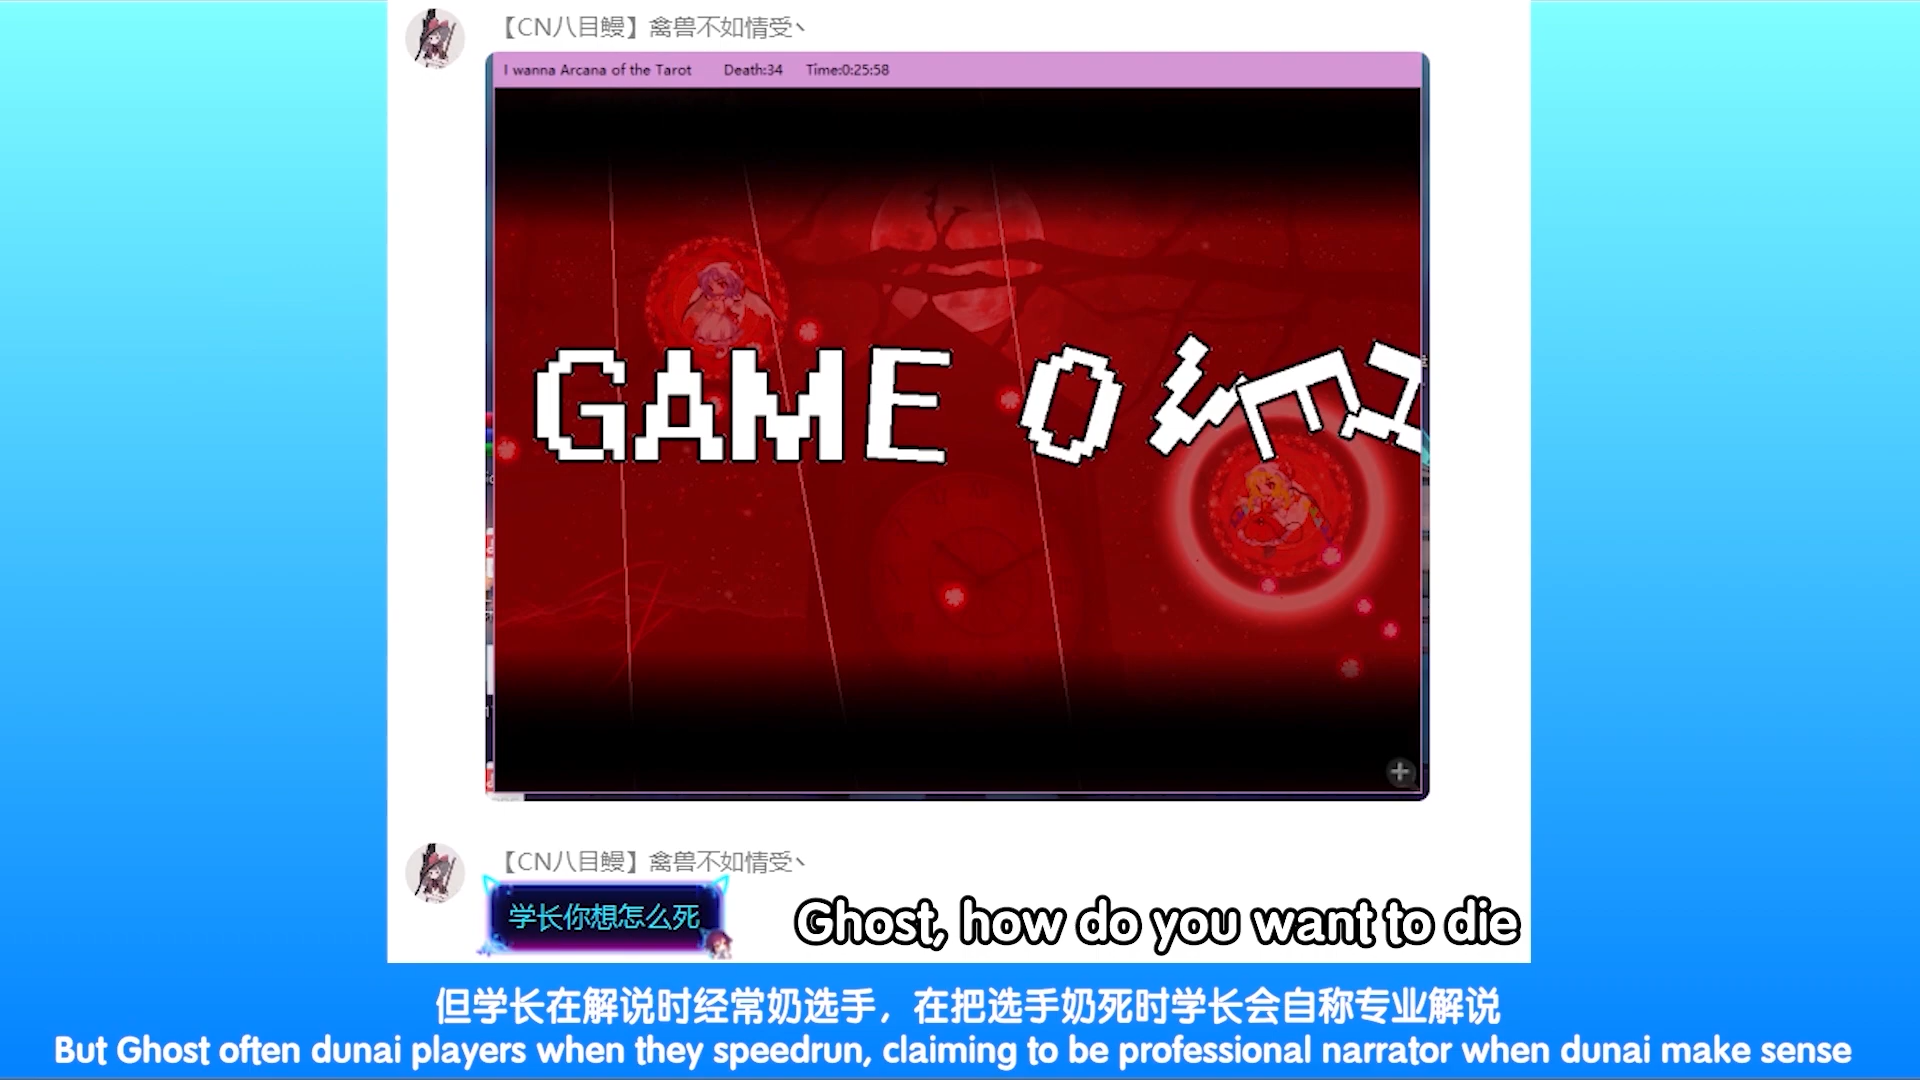 【CN八目鳗】禽兽不如情受丶
I wanna Arcana of the Tarot Death:34 Time:0:25:58
GAME OVER
【CN八目鳗】禽兽不如情受丶
学长你想怎么死
Ghost, how do you want to die
但学长在解说时经常奶选手，在把选手奶死时学长会自称专业解说
But Ghost often dunai players when they speedrun, claiming to be professional narrator when dunai make sense